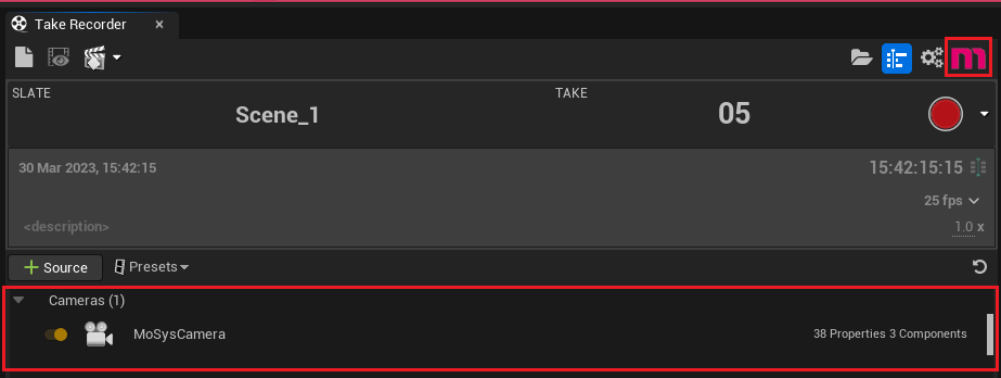 Take Recorder
SLATE
TAKE
Scene_1
05
30 Mar 2023, 15:42:15
15:42:15:15
25 fps
<description>
1.0 x
+ Source
Presets
Cameras (1)
MoSysCamera
38 Properties 3 Components